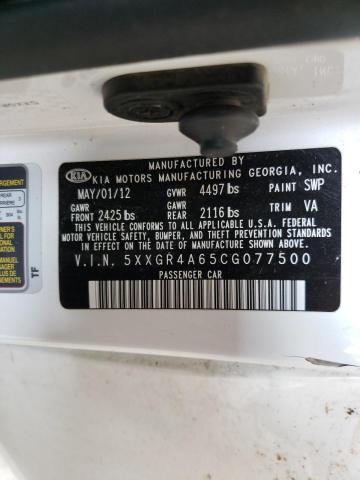 MANUFACTURED BY
KIA KIA MOTORS MANUFACTURING GEORGIA, INC.
MAY/01/12 GVWR 4497 lbs PAINT SWP
GAWR FRONT 2425 lbs GAWR REAR 2116 lbs TRIM VA
THIS VEHICLE CONFORMS TO ALL APPLICABLE U.S.A. FEDERAL
MOTOR VEHICLE SAFETY, BUMPER, AND THEFT PREVENTION
STANDARDS IN EFFECT ON THE DATE OF MANUFACTURE SHOWN ABOVE.
V.I.N. 5XXGR4A65CG077500
PASSENGER CAR
TF